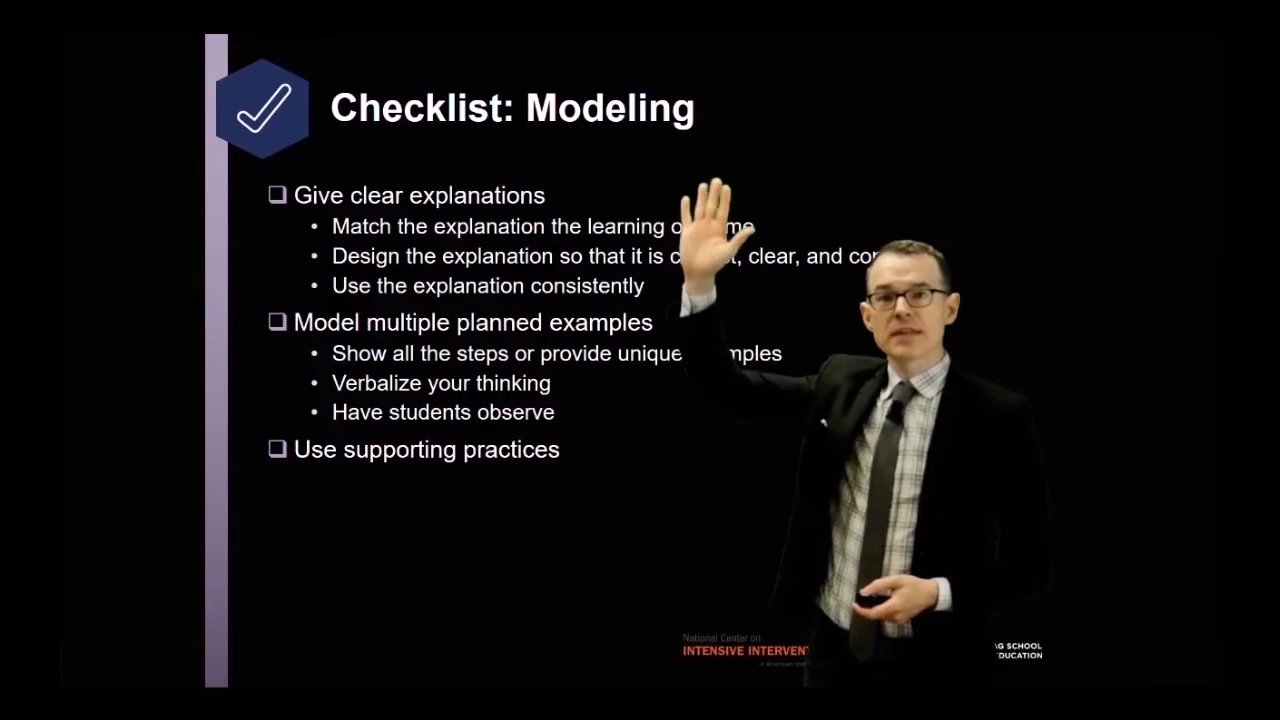 Checklist: Modeling
Give clear explanations
Match the explanation the learning
Design the explanation so that it is clear, and
Use the explanation consistently
Model multiple planned examples
Show all the steps or provide unique
Verbalize your thinking
Have students observe
Use supporting practices
National Center on
INTENSIVE
SCHOOL